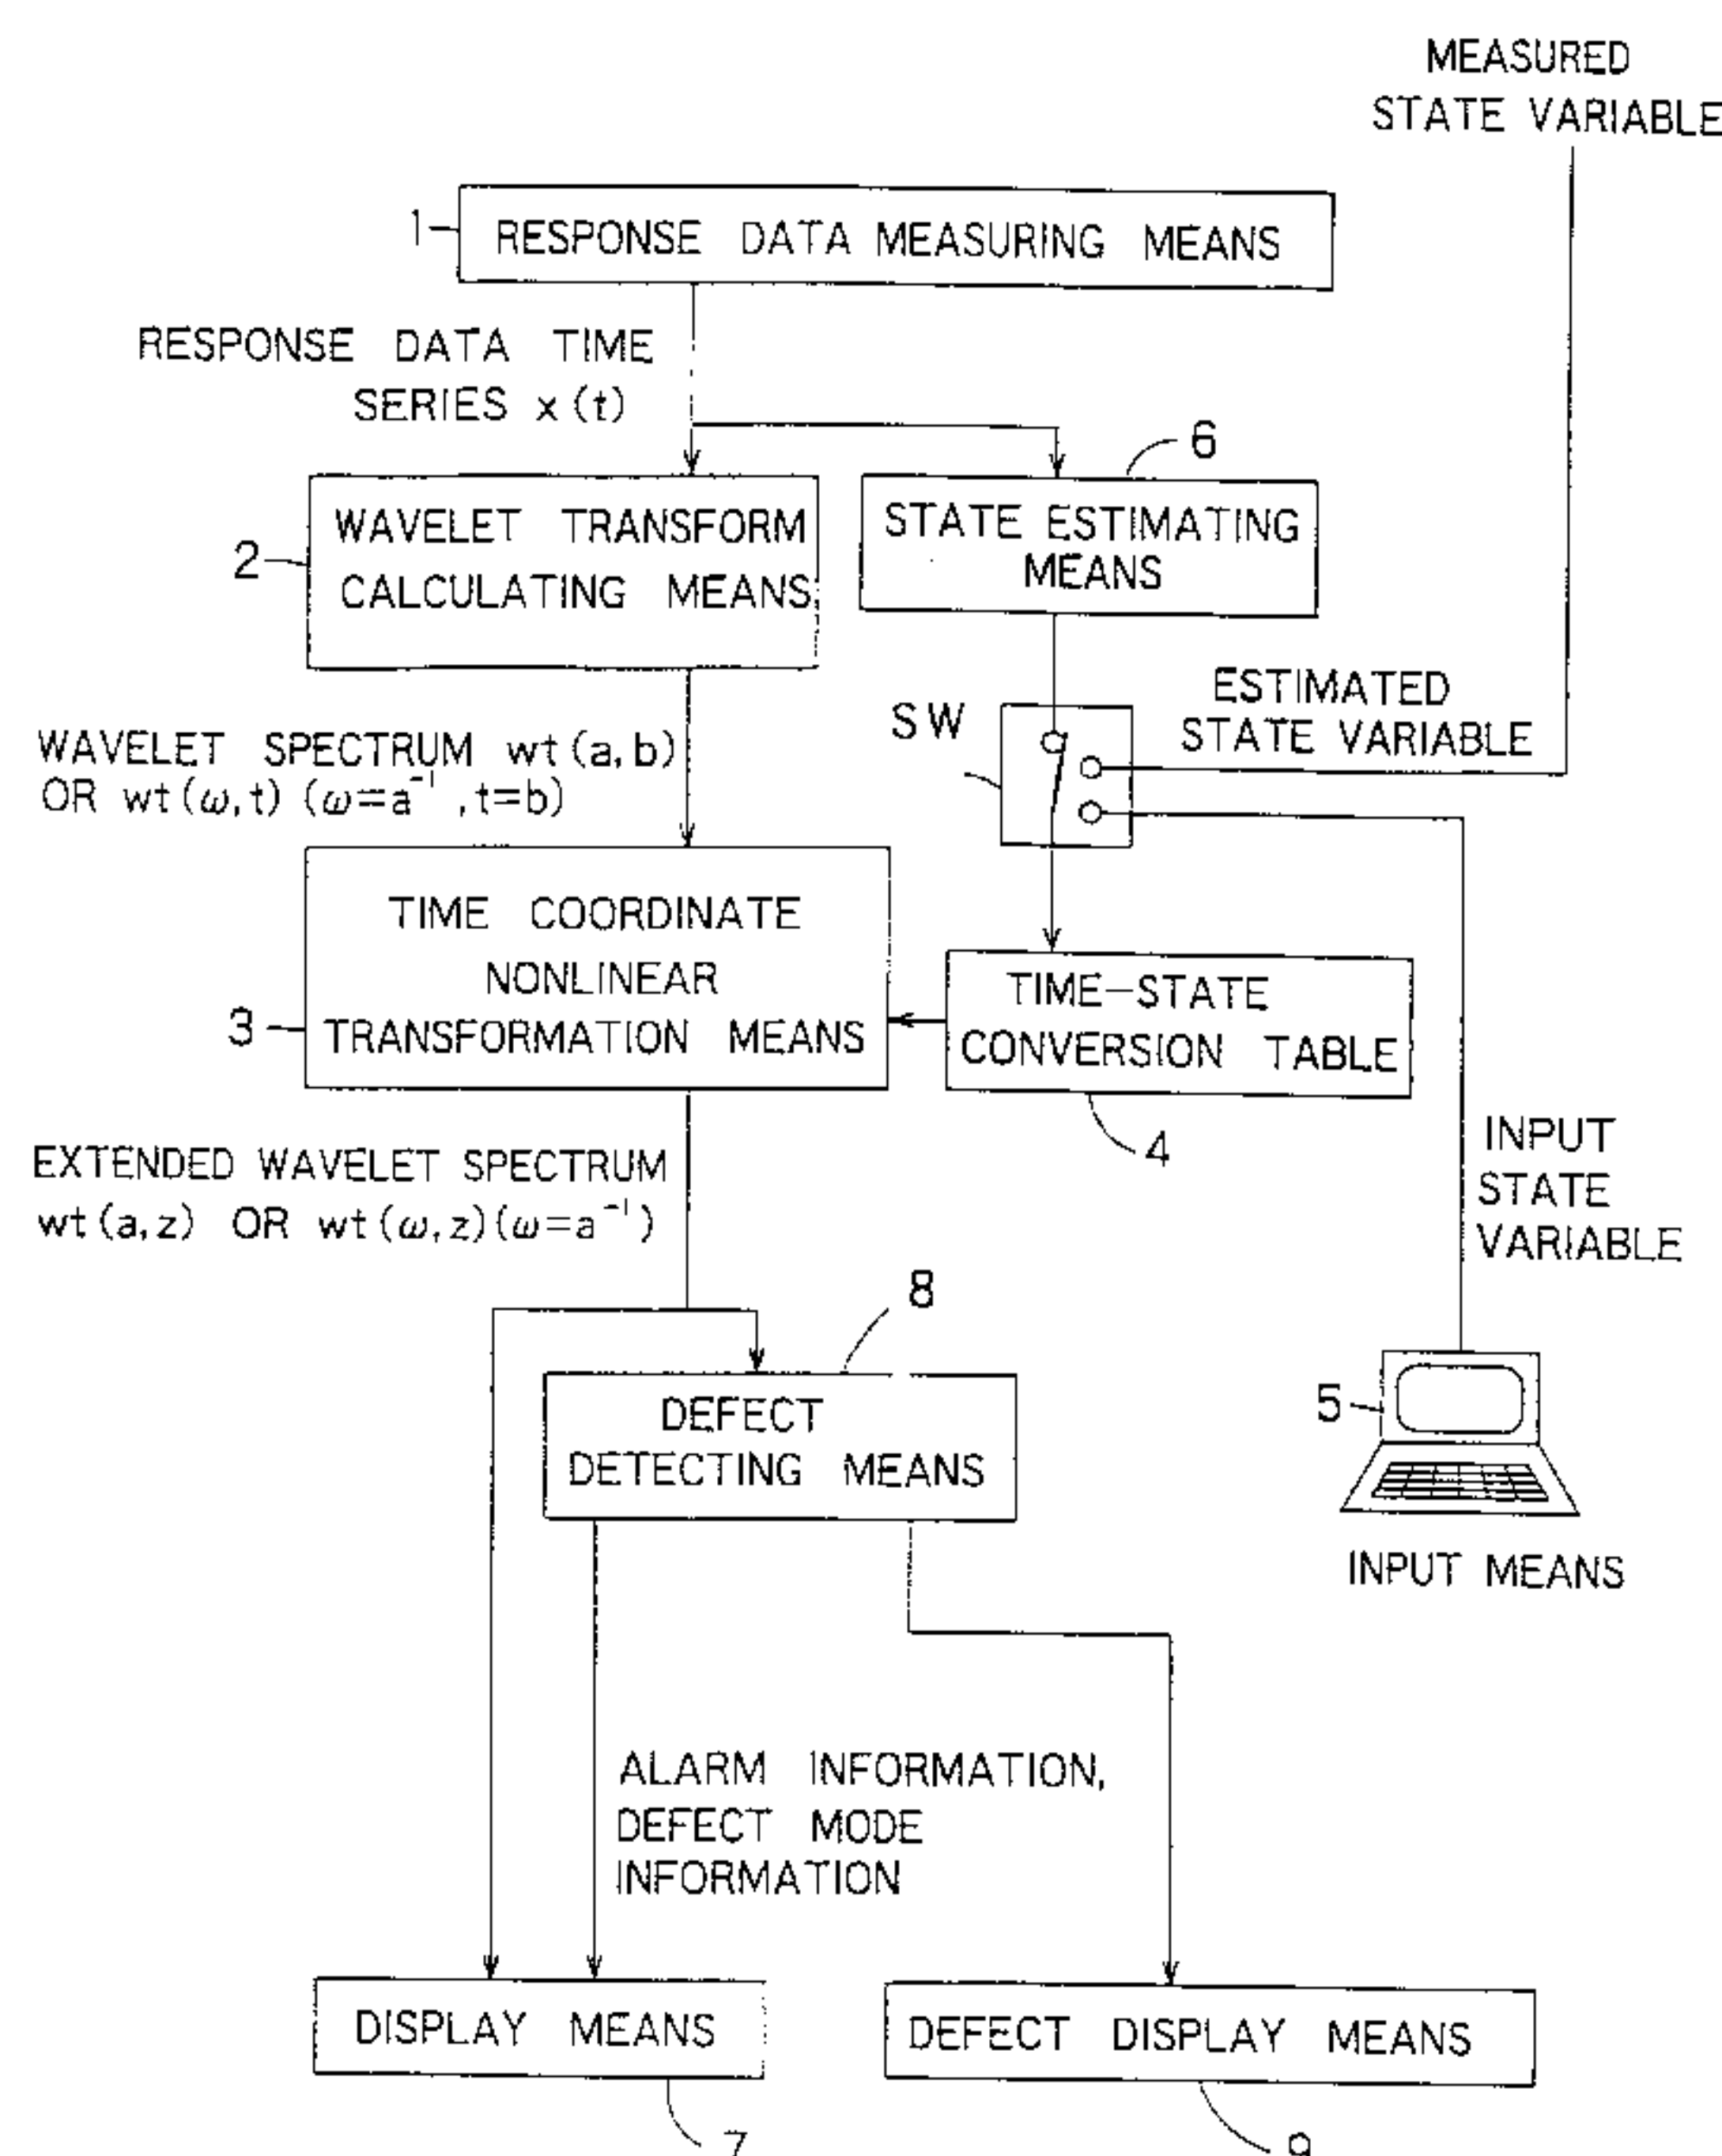 MEASURED
STATE VARIABLE
1
RESPONSE DATA MEASURING MEANS
RESPONSE DATA TIME
SERIES x(t)
6
2
WAVELET TRANSFORM
CALCULATING MEANS
STATE ESTIMATING
MEANS
SW
ESTIMATED
STATE VARIABLE
WAVELET SPECTRUM wt(a,b)
OR wt(ω,t) (ω=a⁻¹,t=b)
3
TIME COORDINATE
NONLINEAR
TRANSFORMATION MEANS
TIME-STATE
CONVERSION TABLE
4
EXTENDED WAVELET SPECTRUM
wt(a,z) OR wt(ω,z)(ω=a⁻¹)
INPUT
STATE
VARIABLE
8
DEFECT
DETECTING MEANS
5
INPUT MEANS
ALARM INFORMATION,
DEFECT MODE
INFORMATION
DISPLAY MEANS
DEFECT DISPLAY MEANS
7
9